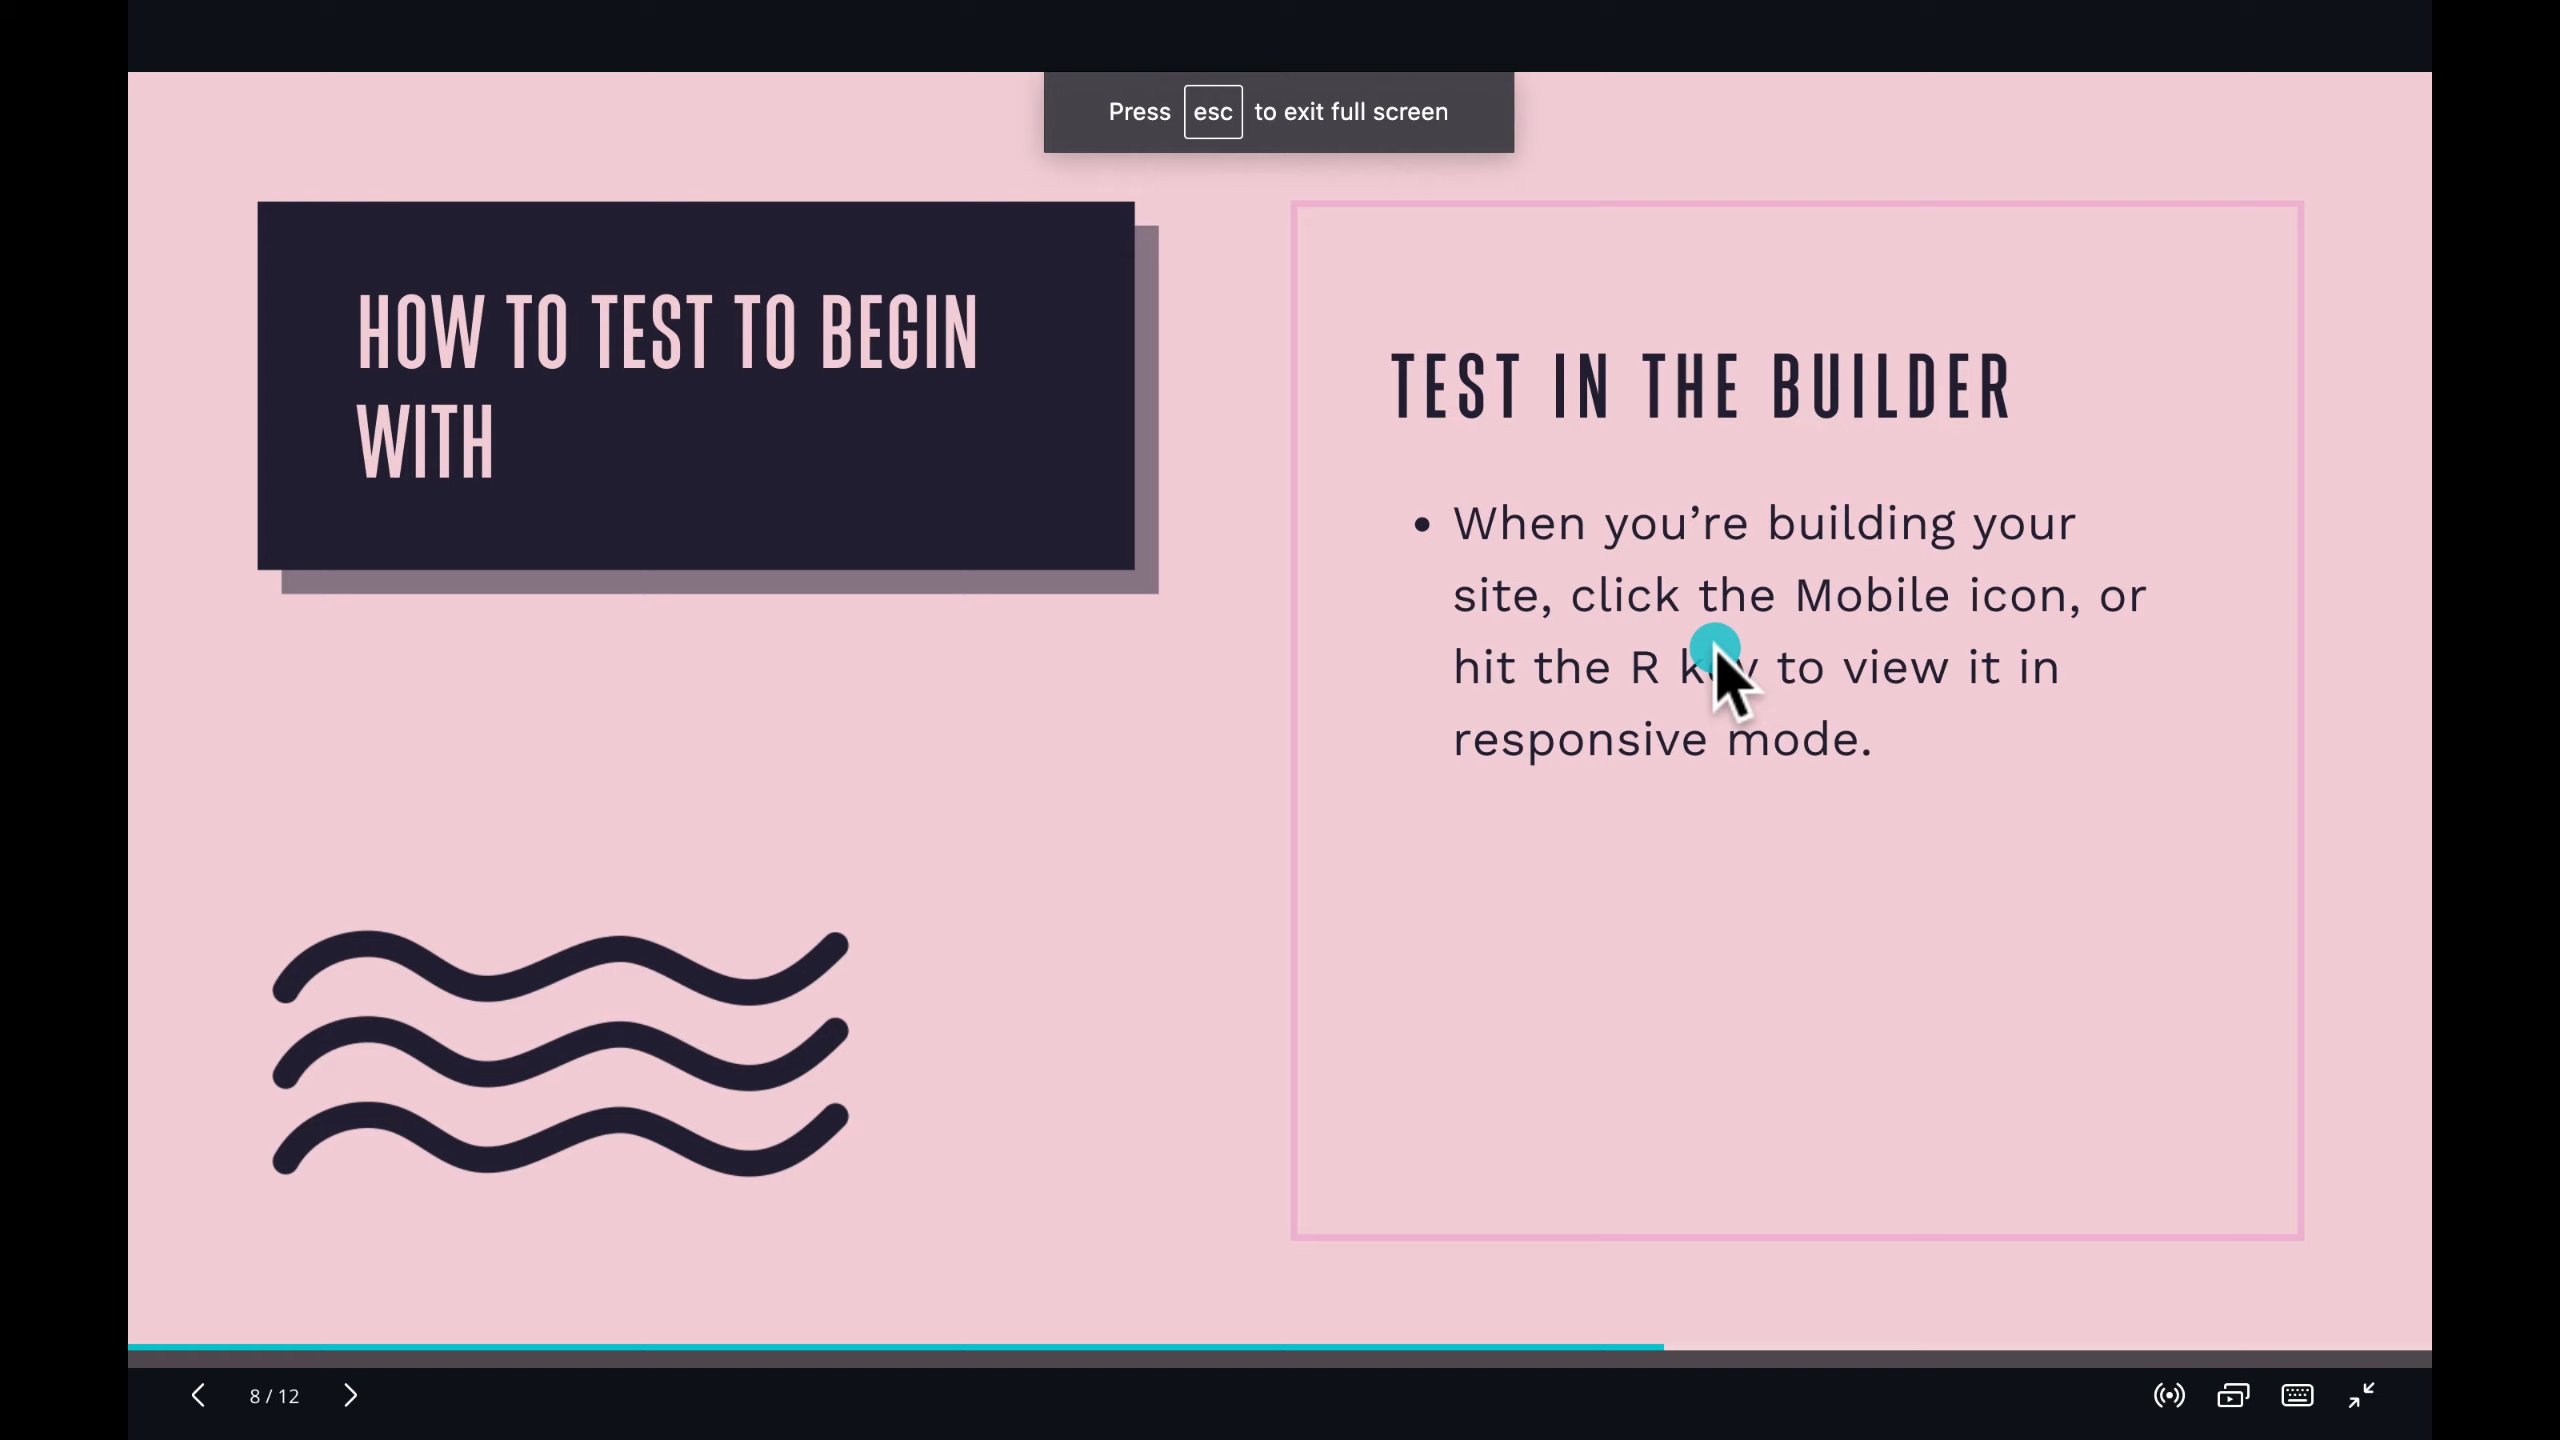 Press esc to exit full screen
HOW TO TEST TO BEGIN
WITH
TEST IN THE BUILDER
• When you’re building your
site, click the Mobile icon, or
hit the R key to view it in
responsive mode.
8 / 12